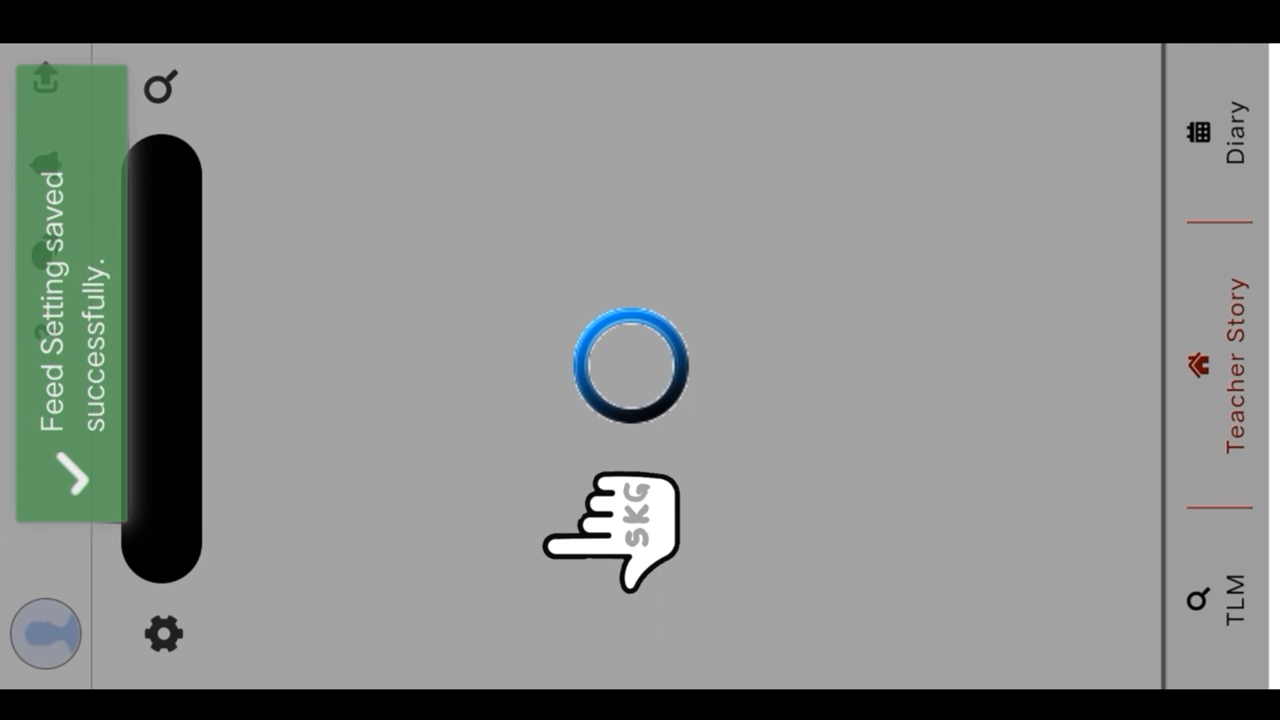 Feed Setting saved
successfully.
SKG
TLM
Teacher Story
Diary